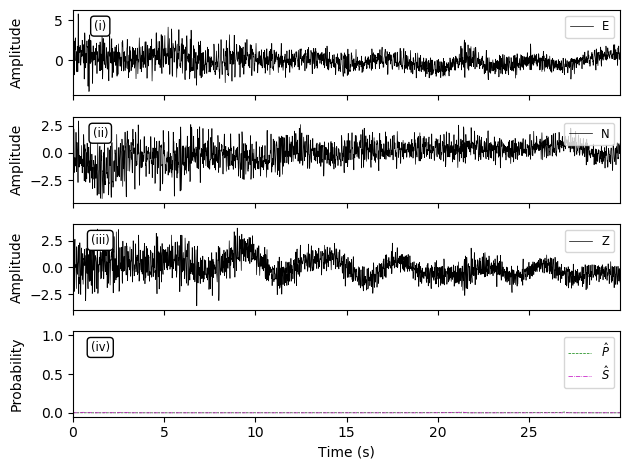 Amplitude
5
0
(i)
E
Amplitude
2.5
0.0
−2.5
(ii)
N
Amplitude
2.5
0.0
−2.5
(iii)
Z
Probability
1.0
0.5
0.0
(iv)
P̂
Ŝ
0 5 10 15 20 25
Time (s)